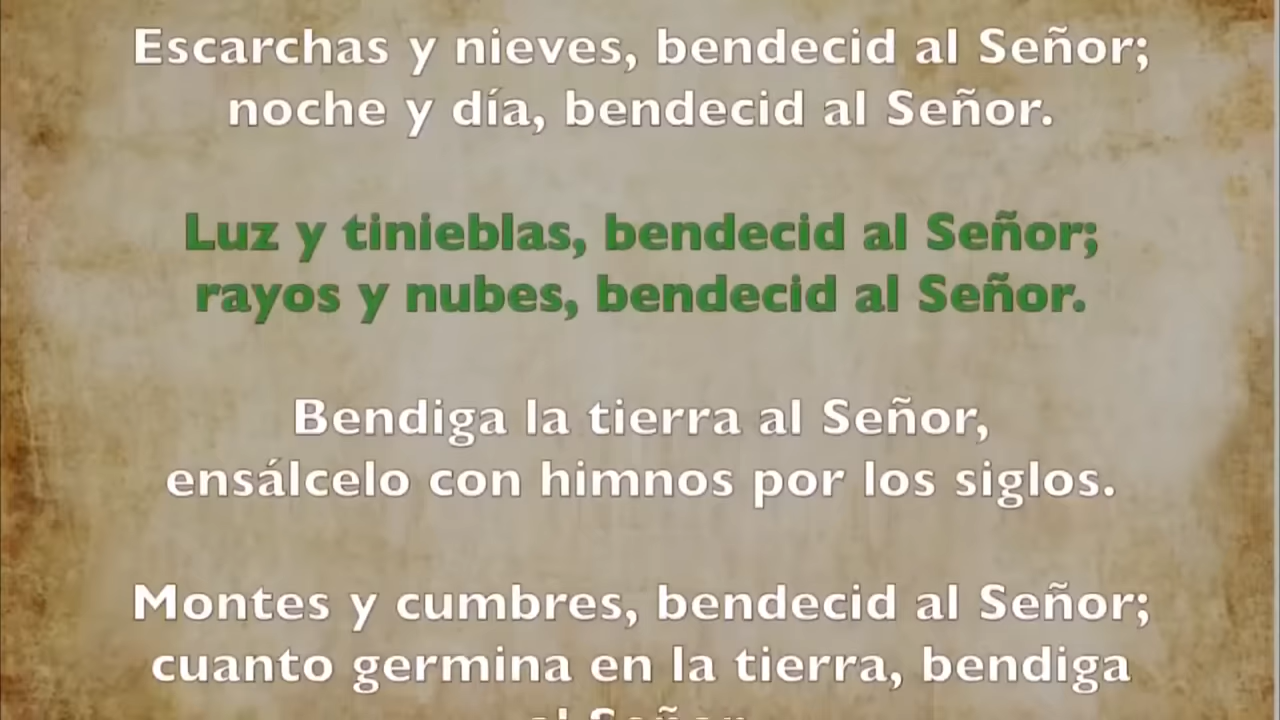 Escarchas y nieves, bendecid al Señor;
noche y día, bendecid al Señor.
Luz y tinieblas, bendecid al Señor;
rayos y nubes, bendecid al Señor.
Bendiga la tierra al Señor,
ensálcelo con himnos por los siglos.
Montes y cumbres, bendecid al Señor;
cuanto germina en la tierra, bendiga
al Señor